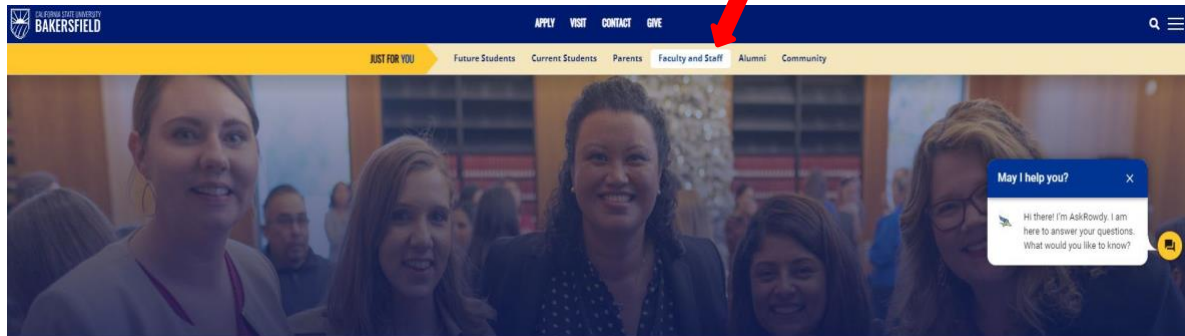 CALIFORNIA STATE UNIVERSITY
BAKERSFIELD
APPLY VISIT CONTACT GIVE
JUST FOR YOU Future Students Current Students Parents Faculty and Staff Alumni Community
May I help you?
Hi there! I'm AskRowdy. I am
here to answer your questions.
What would you like to know?